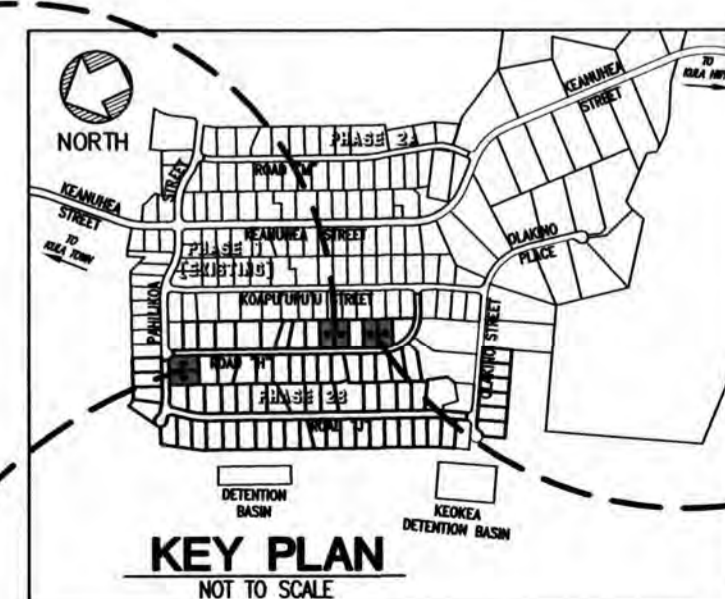 NORTH
TO
KULA HWY
KEANUHEA
STREET
PHASE 2A
ROAD "M"
STREET
KEANUHEA
STREET
TO
KULA TOWN
KEANUHEA STREET
OLAKINO
PLACE
PHASE 1
(EXISTING)
KOAPU'UPU'U STREET
PAHILIKOA
OLAKINO STREET
ROAD "H"
PHASE 2B
ROAD "J"
DETENTION
BASIN
KEOKEA
DETENTION BASIN
KEY PLAN
NOT TO SCALE